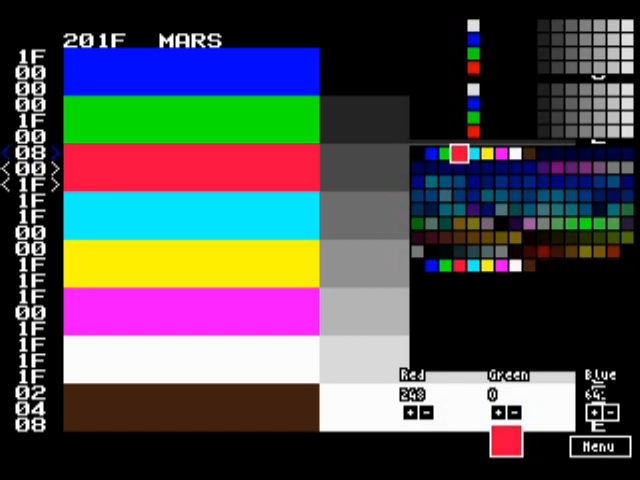 201F MARS
1F
00
00
00
1F
00
<08>
<00>
<1F>
1F
1F
00
00
1F
1F
1F
00
1F
1F
1F
1F
02
04
08
Red Green Blue
248 0 64
+ - + - + -
Menu